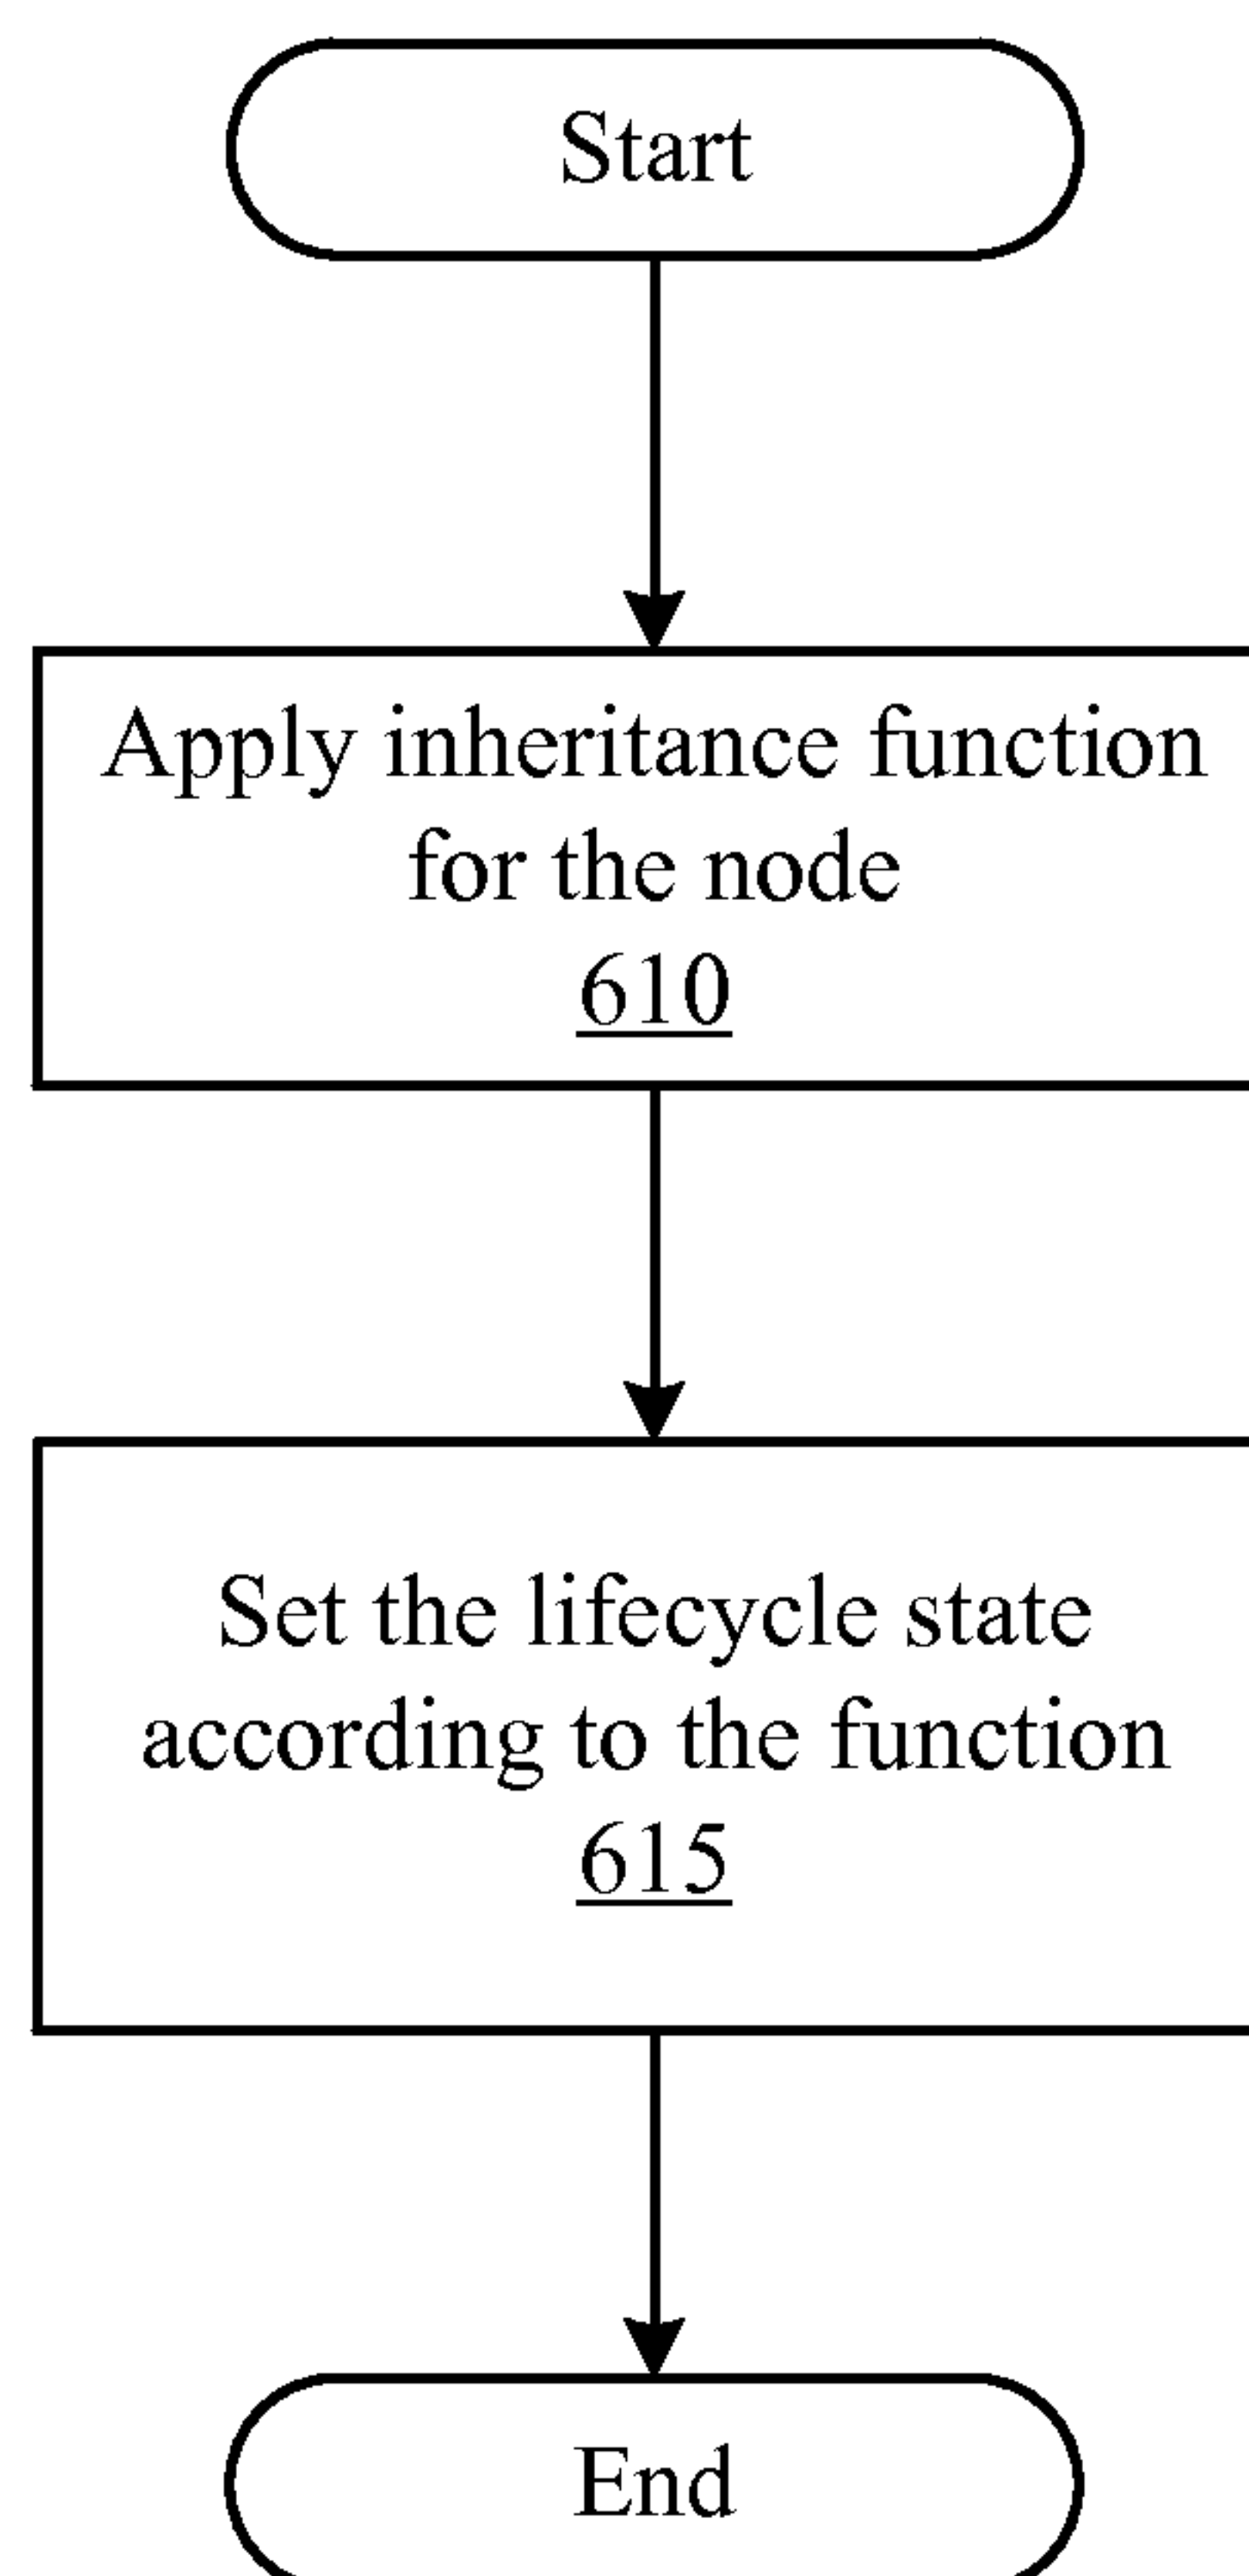 Start
Apply inheritance function
for the node
610
Set the lifecycle state
according to the function
615
End